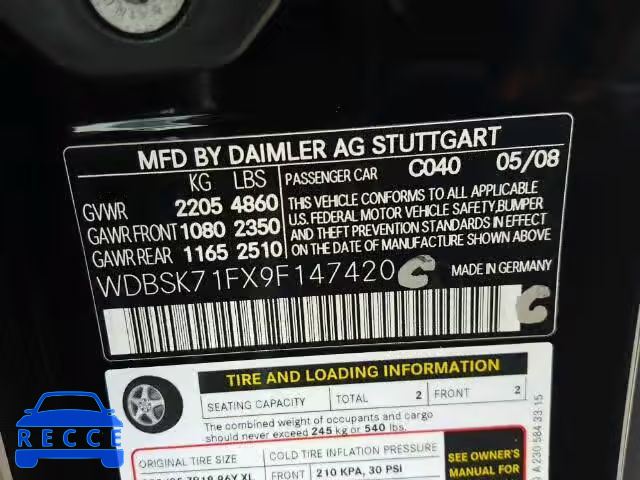 MFD BY DAIMLER AG STUTTGART
KG LBS PASSENGER CAR C040 05/08
GVWR 2205 4860
GAWR FRONT 1080 2350
GAWR REAR 1165 2510
THIS VEHICLE CONFORMS TO ALL APPLICABLE
U.S. FEDERAL MOTOR VEHICLE SAFETY, BUMPER
AND THEFT PREVENTION STANDARDS IN EFFECT
ON THE DATE OF MANUFACTURE SHOWN ABOVE.
WDBSK71FX9F147420 C MADE IN GERMANY
C
TIRE AND LOADING INFORMATION
SEATING CAPACITY TOTAL 2 FRONT 2
The combined weight of occupants and cargo
should never exceed 245 kg or 540 lbs.
ORIGINAL TIRE SIZE COLD TIRE INFLATION PRESSURE
FRONT 210 KPA, 30 PSI
SEE OWNER'S
MANUAL FOR
A 230 584 33 15
RECCE